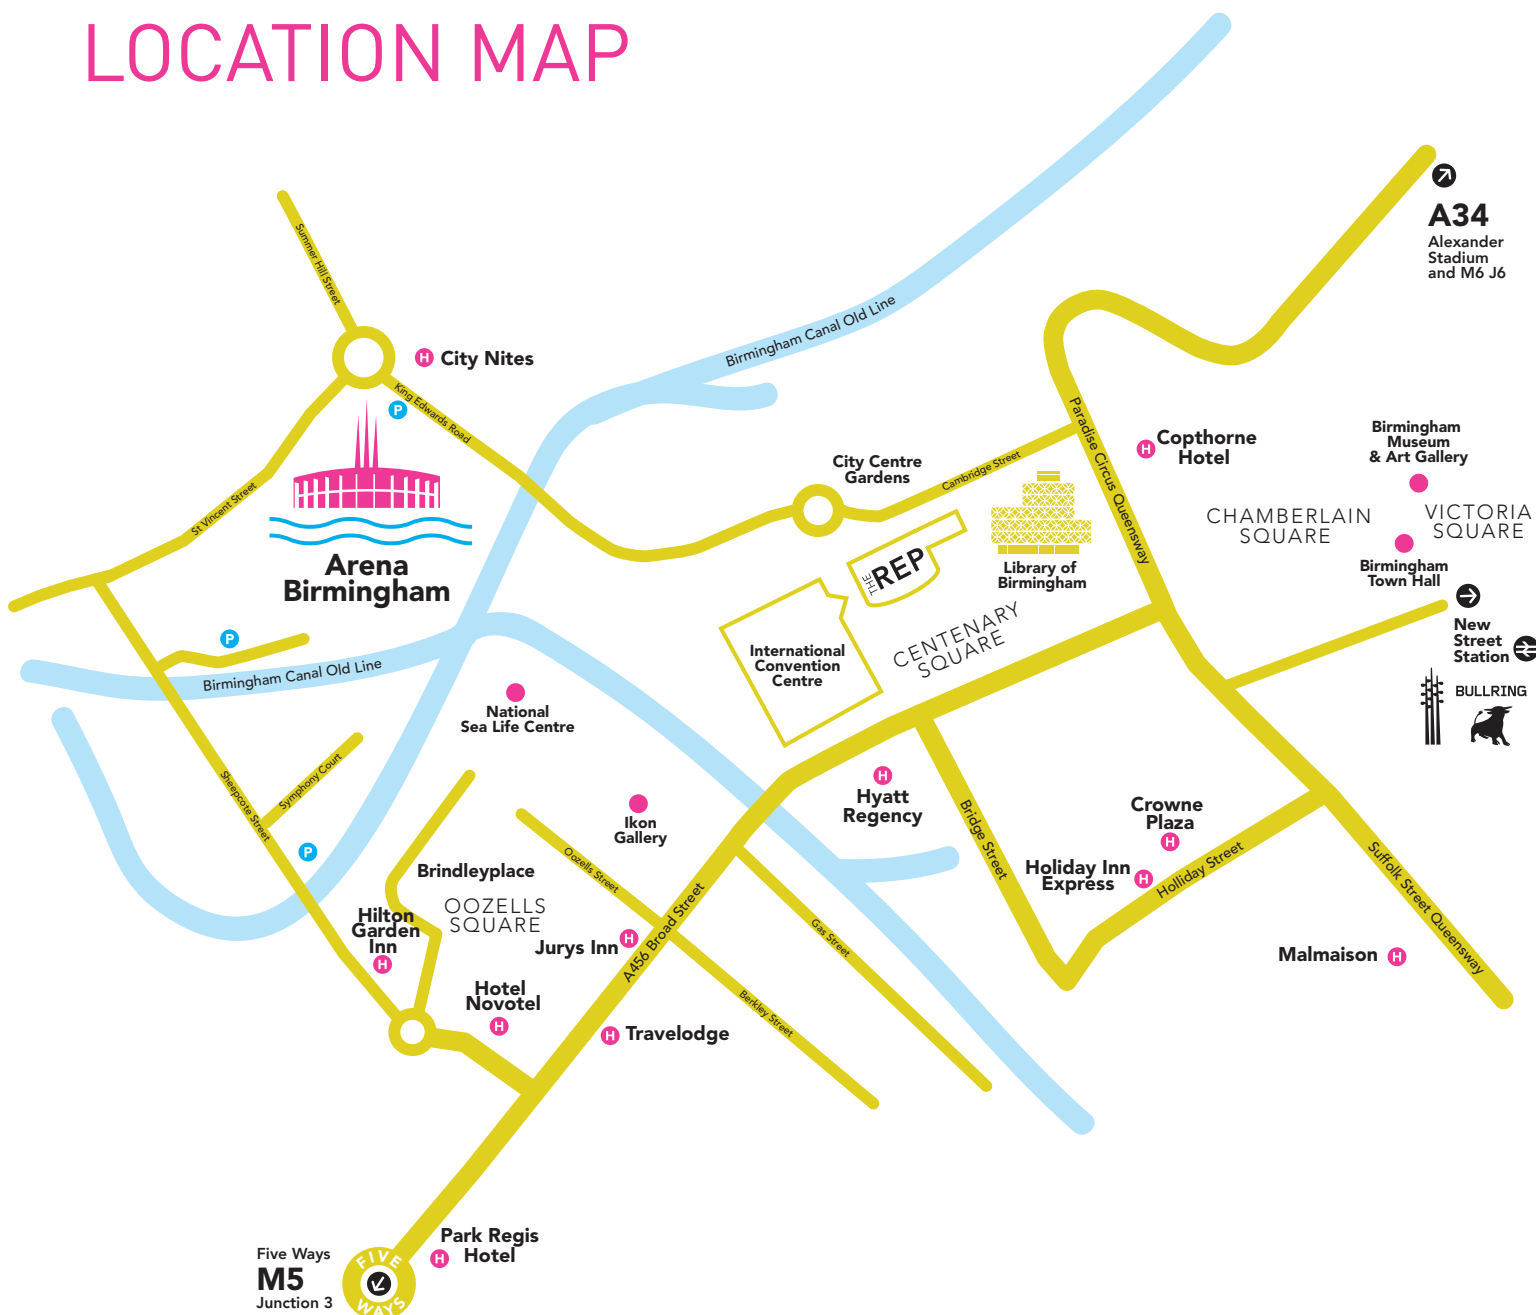 LOCATION MAP
A34
Alexander
Stadium
and M6 J6
Summer Hill Street
H City Nites
P
King Edwards Road
Birmingham Canal Old Line
St Vincent Street
Arena
Birmingham
City Centre
Gardens
Cambridge Street
Paradise Circus Queensway
H Copthorne
Hotel
Birmingham
Museum
& Art Gallery
CHAMBERLAIN
SQUARE
VICTORIA
SQUARE
Birmingham
Town Hall
THE REP
Library of
Birmingham
CENTENARY
SQUARE
International
Convention
Centre
New
Street
Station
BULLRING
P
Birmingham Canal Old Line
National
Sea Life Centre
Symphony Court
Sheepcote Street
P
Ikon
Gallery
H
Hyatt
Regency
Bridge Street
Crowne
Plaza
H
Holiday Inn
Express H
Holliday Street
Suffolk Street Queensway
Malmaison H
Brindleyplace
OOZELLS
SQUARE
Oozells Street
Hilton
Garden
Inn
H
Jurys Inn H
A456 Broad Street
Gas Street
Berkley Street
Hotel
Novotel
H
H Travelodge
Park Regis
H Hotel
Five Ways
M5
Junction 3
FIVE
WAYS